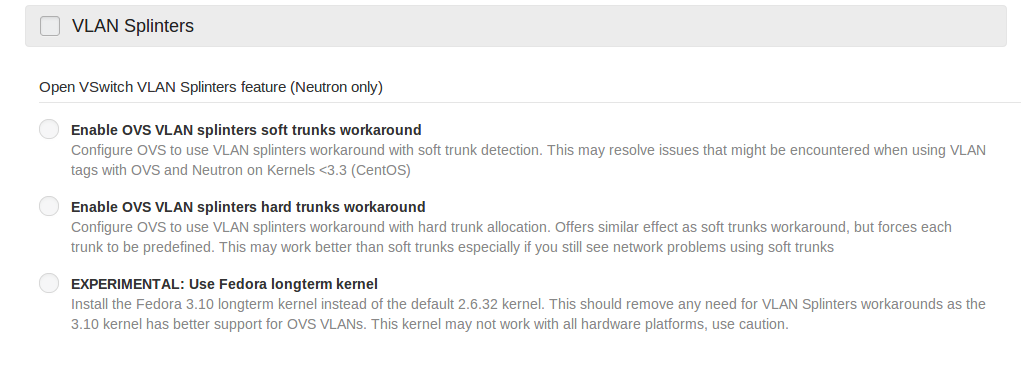 VLAN Splinters
Open VSwitch VLAN Splinters feature (Neutron only)
Enable OVS VLAN splinters soft trunks workaround
Configure OVS to use VLAN splinters workaround with soft trunk detection. This may resolve issues that might be encountered when using VLAN
tags with OVS and Neutron on Kernels <3.3 (CentOS)
Enable OVS VLAN splinters hard trunks workaround
Configure OVS to use VLAN splinters workaround with hard trunk allocation. Offers similar effect as soft trunks workaround, but forces each
trunk to be predefined. This may work better than soft trunks especially if you still see network problems using soft trunks
EXPERIMENTAL: Use Fedora longterm kernel
Install the Fedora 3.10 longterm kernel instead of the default 2.6.32 kernel. This should remove any need for VLAN Splinters workarounds as the
3.10 kernel has better support for OVS VLANs. This kernel may not work with all hardware platforms, use caution.